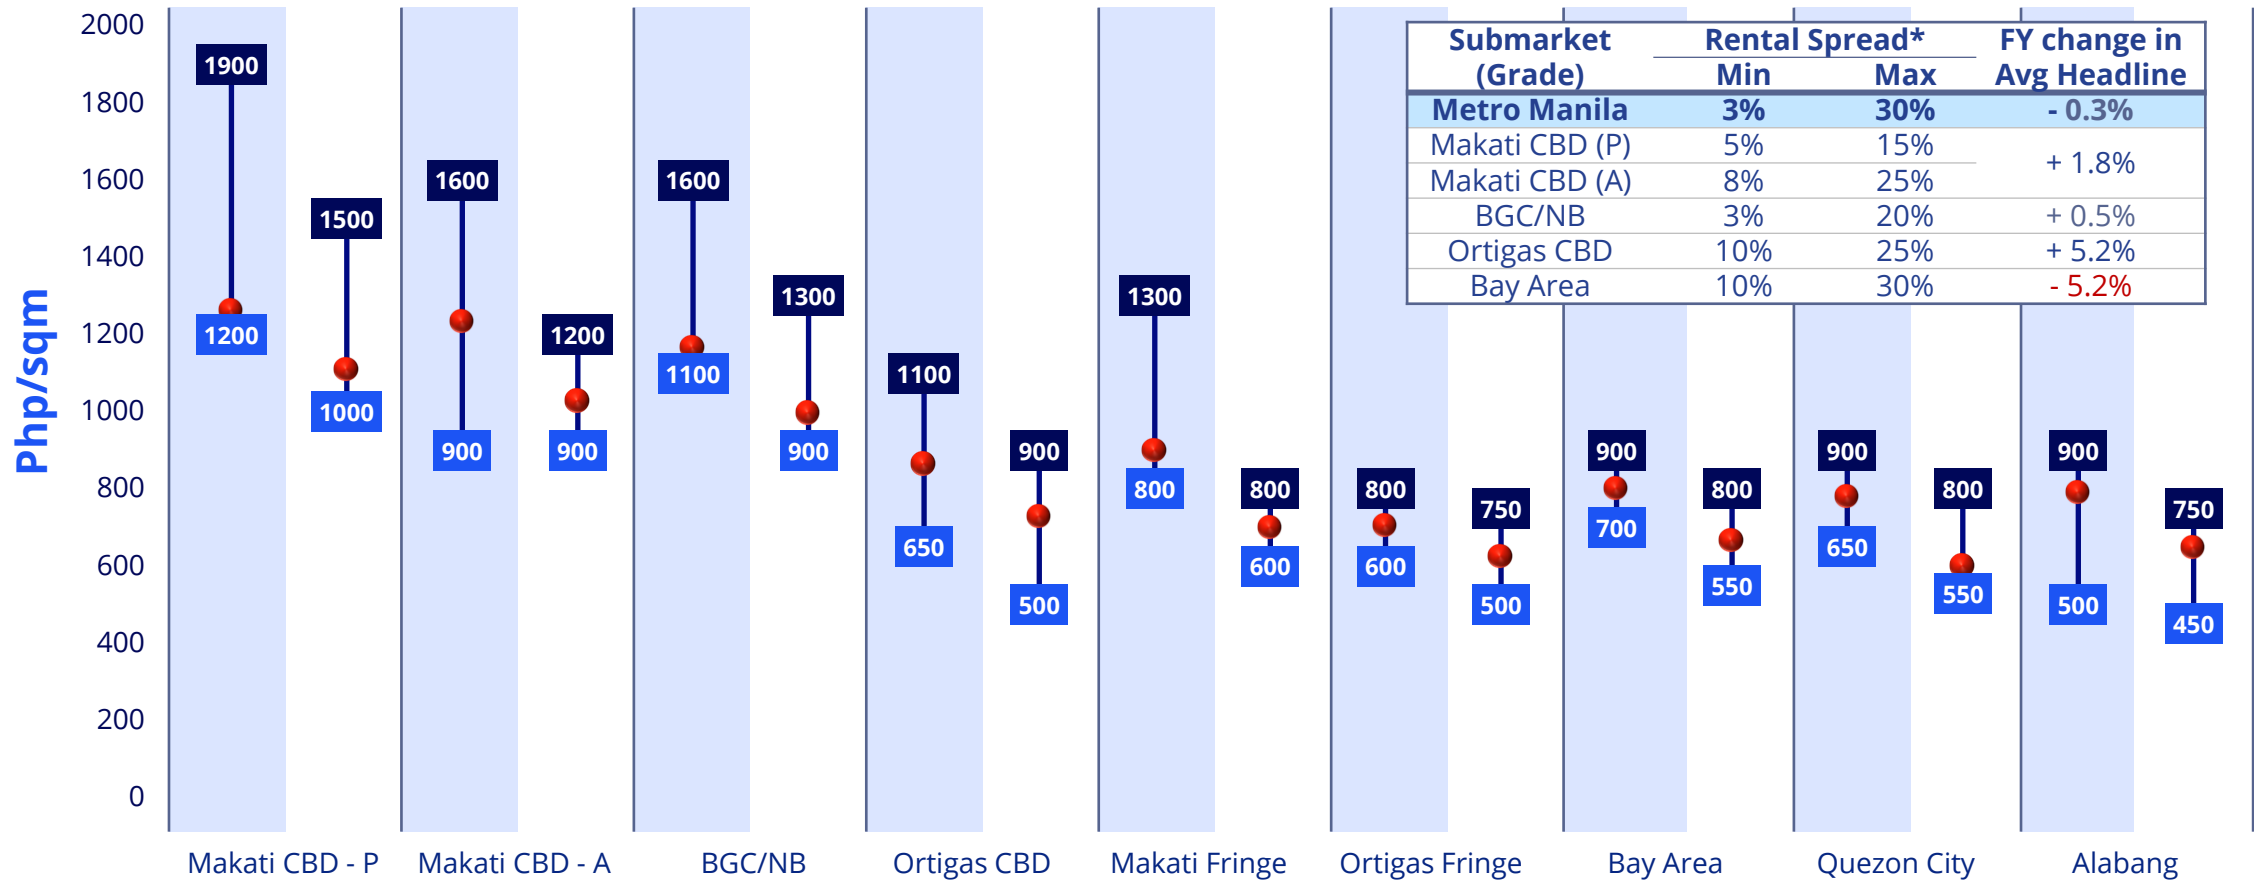 2000
1800
1600
1400
1200
1000
800
600
400
200
0
Php/sqm
1900
1200
1500
1000
1600
900
1200
900
1600
1100
1300
900
1100
650
900
500
1300
800
800
600
800
600
750
500
900
700
800
550
900
650
800
550
900
500
750
450
Makati CBD - P
Makati CBD - A
BGC/NB
Ortigas CBD
Makati Fringe
Ortigas Fringe
Bay Area
Quezon City
Alabang
Submarket Rental Spread* FY change in
(Grade) Min Max Avg Headline
Metro Manila 3% 30% - 0.3%
Makati CBD (P) 5% 15%
+ 1.8%
Makati CBD (A) 8% 25%
BGC/NB 3% 20% + 0.5%
Ortigas CBD 10% 25% + 5.2%
Bay Area 10% 30% - 5.2%